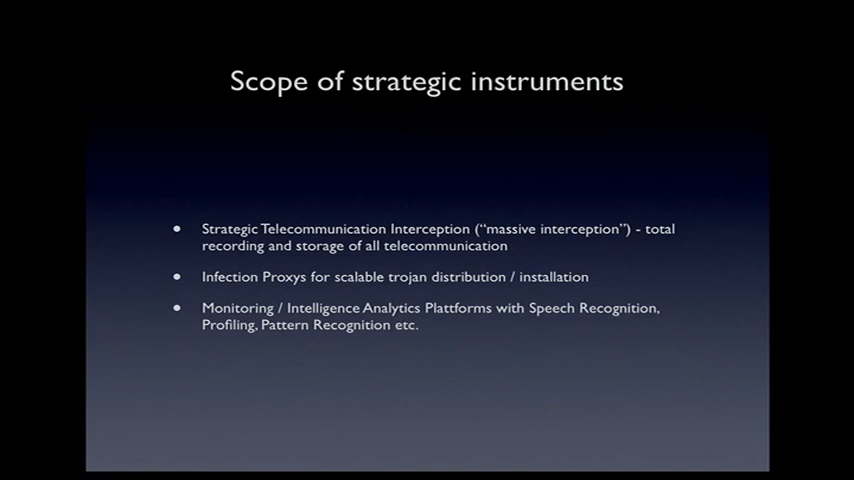 Scope of strategic instruments
• Strategic Telecommunication Interception (“massive interception”) - total
recording and storage of all telecommunication
• Infection Proxys for scalable trojan distribution / installation
• Monitoring / Intelligence Analytics Plattforms with Speech Recognition,
Profiling, Pattern Recognition etc.